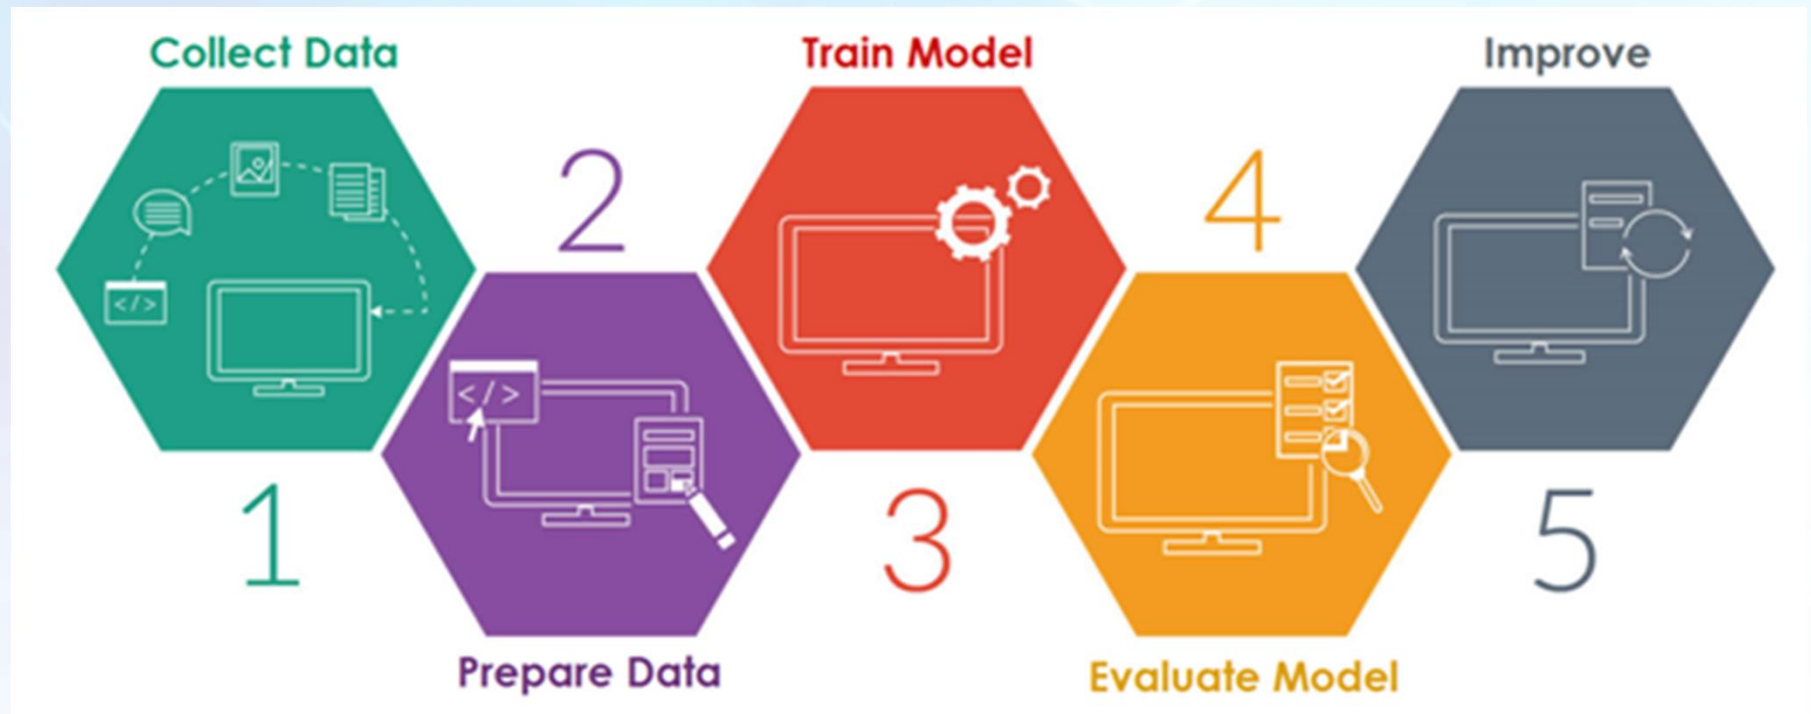 Collect Data
1
2
Prepare Data
Train Model
3
4
Evaluate Model
Improve
5
</>
</>